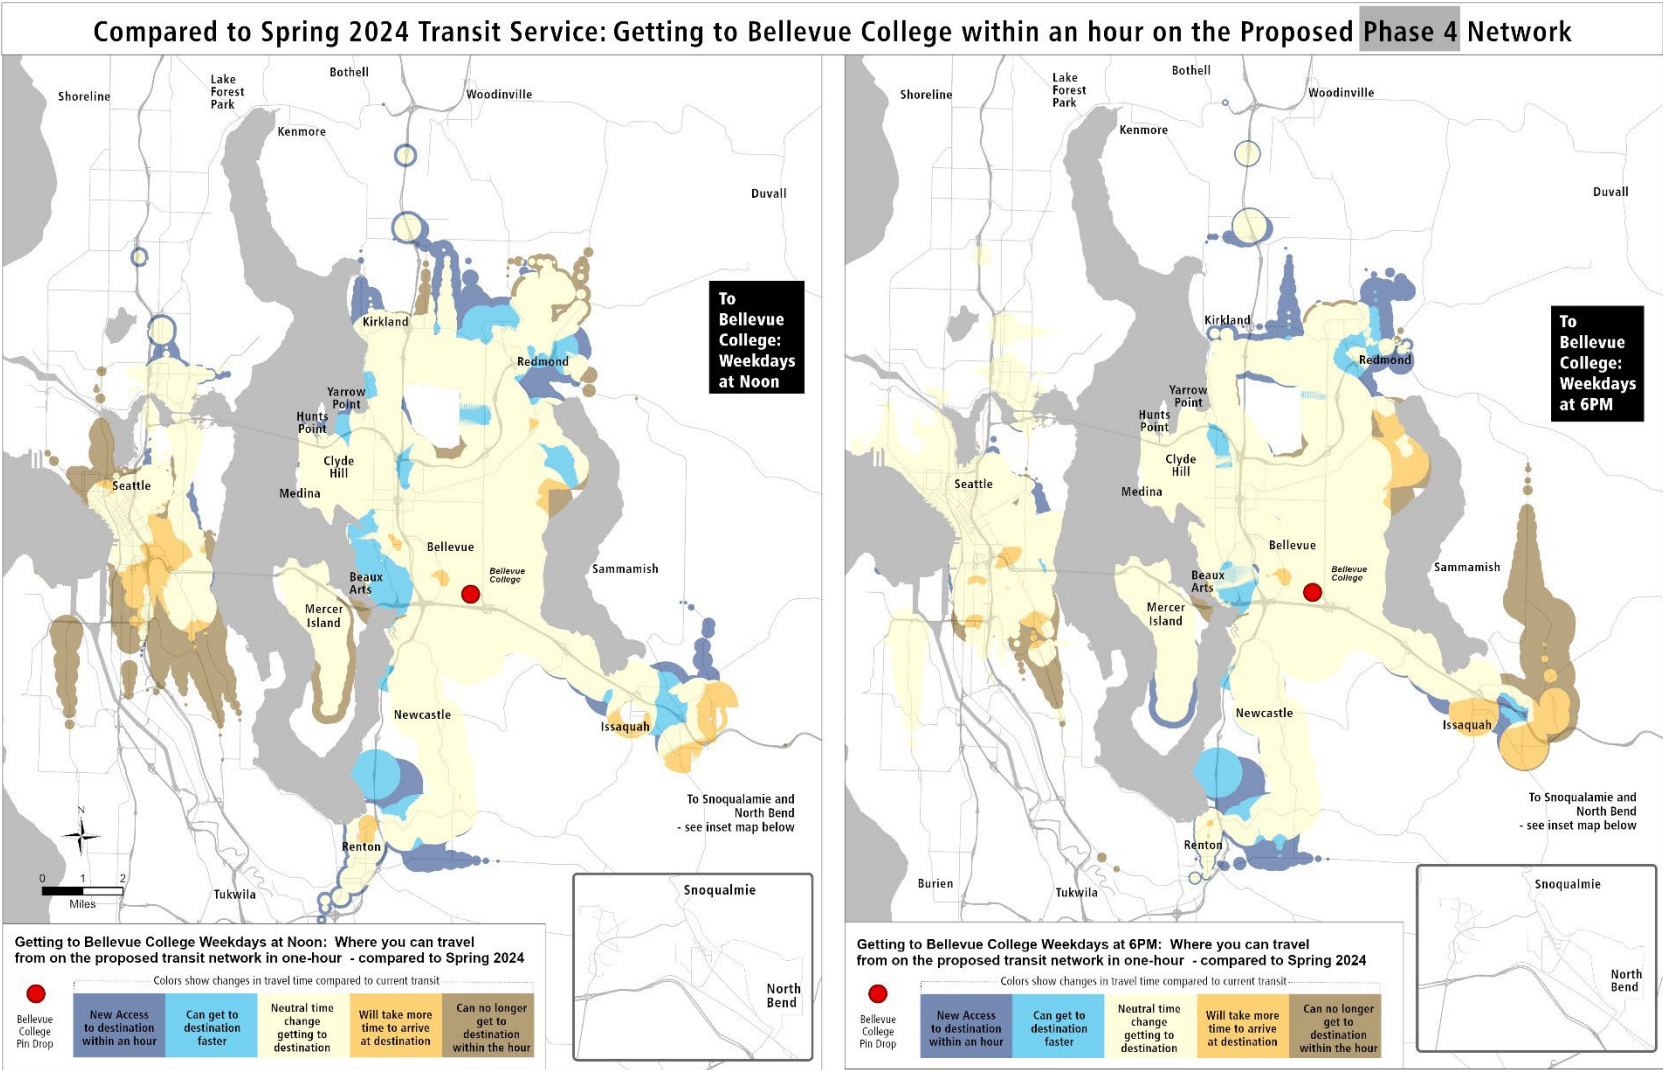 Compared to Spring 2024 Transit Service: Getting to Bellevue College within an hour on the Proposed Phase 4 Network
Bothell
Lake
Forest
Park
Shoreline
Woodinville
Kenmore
Duvall
To
Bellevue
College:
Weekdays
at Noon
Kirkland
Redmond
Yarrow
Point
Hunts
Point
Clyde
Hill
Seattle
Medina
Bellevue
Bellevue
College
Beaux
Arts
Sammamish
Mercer
Island
Newcastle
Issaquah
To Snoqualamie and
North Bend
- see inset map below
N
Renton
0 1 2
Miles
Tukwila
Snoqualmie
North
Bend
Getting to Bellevue College Weekdays at Noon: Where you can travel
from on the proposed transit network in one-hour - compared to Spring 2024
Colors show changes in travel time compared to current transit
Bellevue
College
Pin Drop
New Access
to destination
within an hour
Can get to
destination
faster
Neutral time
change
getting to
destination
Will take more
time to arrive
at destination
Can no longer
get to
destination
within the hour
Bothell
Lake
Forest
Park
Shoreline
Woodinville
Kenmore
Duvall
To
Bellevue
College:
Weekdays
at 6PM
Kirkland
Redmond
Yarrow
Point
Hunts
Point
Clyde
Hill
Seattle
Medina
Bellevue
Bellevue
College
Beaux
Arts
Sammamish
Mercer
Island
Newcastle
Issaquah
To Snoqualamie and
North Bend
- see inset map below
Renton
Burien
Tukwila
Snoqualmie
North
Bend
Getting to Bellevue College Weekdays at 6PM: Where you can travel
from on the proposed transit network in one-hour - compared to Spring 2024
Colors show changes in travel time compared to current transit
Bellevue
College
Pin Drop
New Access
to destination
within an hour
Can get to
destination
faster
Neutral time
change
getting to
destination
Will take more
time to arrive
at destination
Can no longer
get to
destination
within the hour